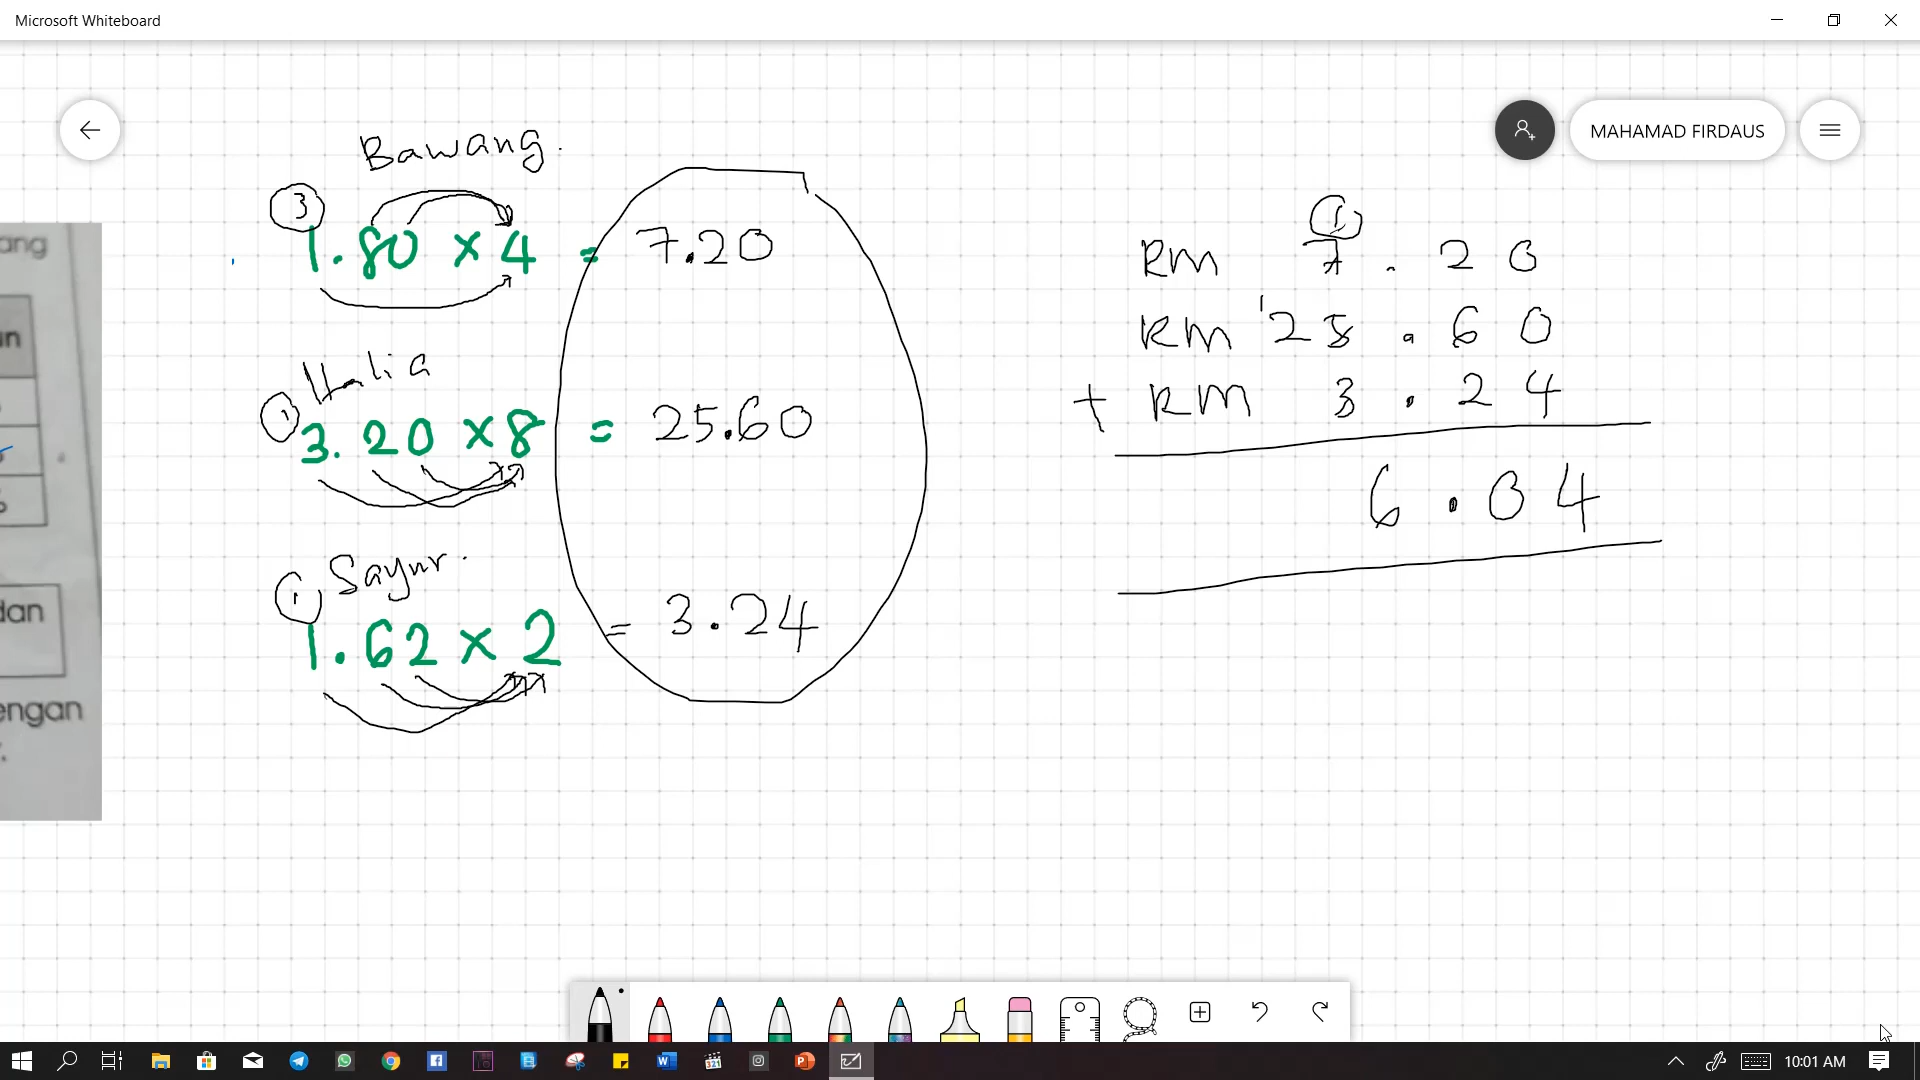 Microsoft Whiteboard
MAHAMAD FIRDAUS
ang
an
dan
engan
Bawang.
3
1.80 x 4 = 7.20
Halia
1
3.20 x 8 = 25.60
1
Sayur.
1.62 x 2 = 3.24
1
RM 7.20
RM '25.60
+ RM 3.24
6.04
10:01 AM